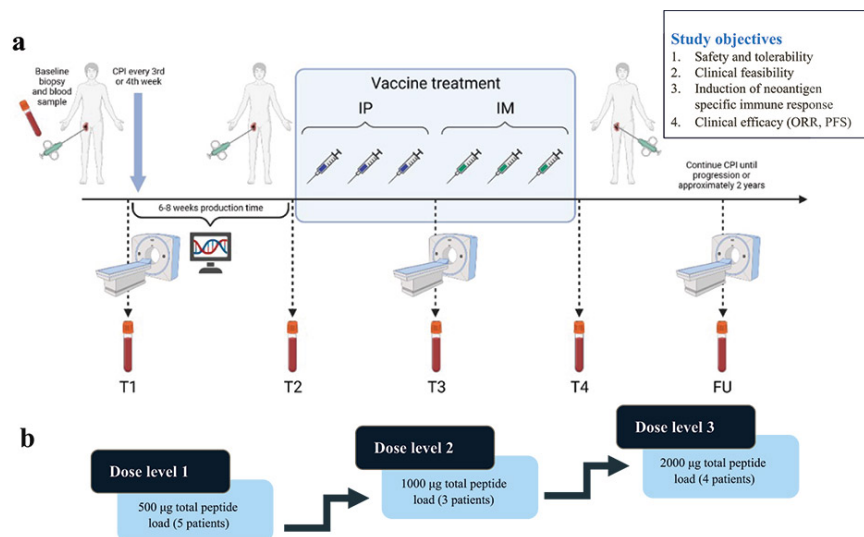 a
Baseline
biopsy
and blood
sample
CPI every 3rd
or 4th week
Vaccine treatment
IP
IM
Study objectives
1. Safety and tolerability
2. Clinical feasibility
3. Induction of neoantigen
specific immune response
4. Clinical efficacy (ORR, PFS)
Continue CPI until
progression or
approximately 2 years
6-8 weeks production time
T1
T2
T3
T4
FU
b
Dose level 1
500 µg total peptide
load (5 patients)
Dose level 2
1000 µg total peptide
load (3 patients)
Dose level 3
2000 µg total peptide
load (4 patients)